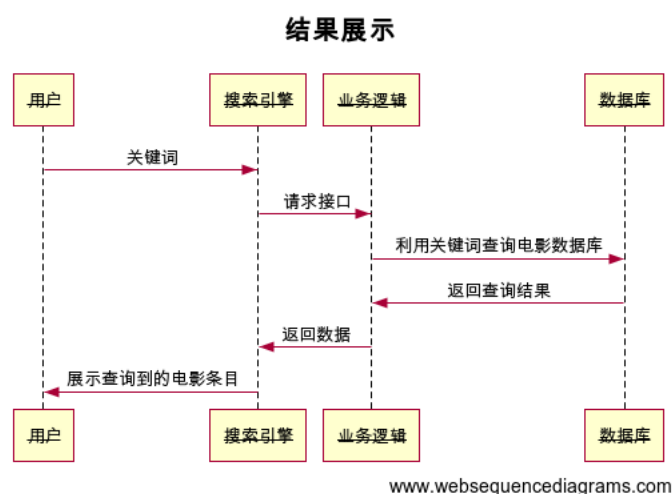 结果展示
用户 搜索引擎 业务逻辑 数据库
关键词
请求接口
利用关键词查询电影数据库
返回查询结果
返回数据
展示查询到的电影条目
用户 搜索引擎 业务逻辑 数据库
www.websequencediagrams.com